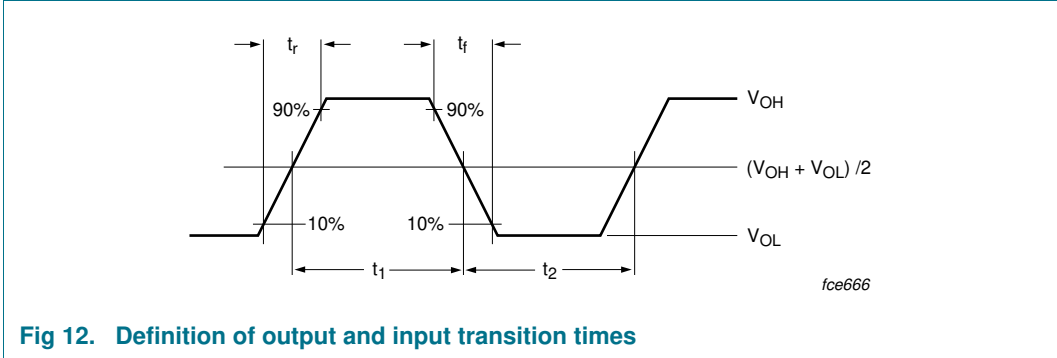 tr tf
90% 90% VOH
(VOH + VOL) /2
10% 10% VOL
t1 t2
fce666
Fig 12. Definition of output and input transition times